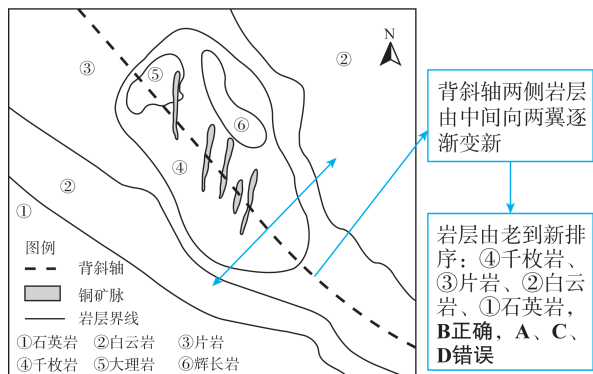 N
③
⑤
②
⑥
④
②
①
图例
背斜轴
铜矿脉
岩层界线
①石英岩 ②白云岩 ③片岩
④千枚岩 ⑤大理岩 ⑥辉长岩
背斜轴两侧岩层
由中间向两翼逐
渐变新
岩层由老到新排
序：④千枚岩、
③片岩、②白云
岩、①石英岩，
B正确，A、C、
D错误